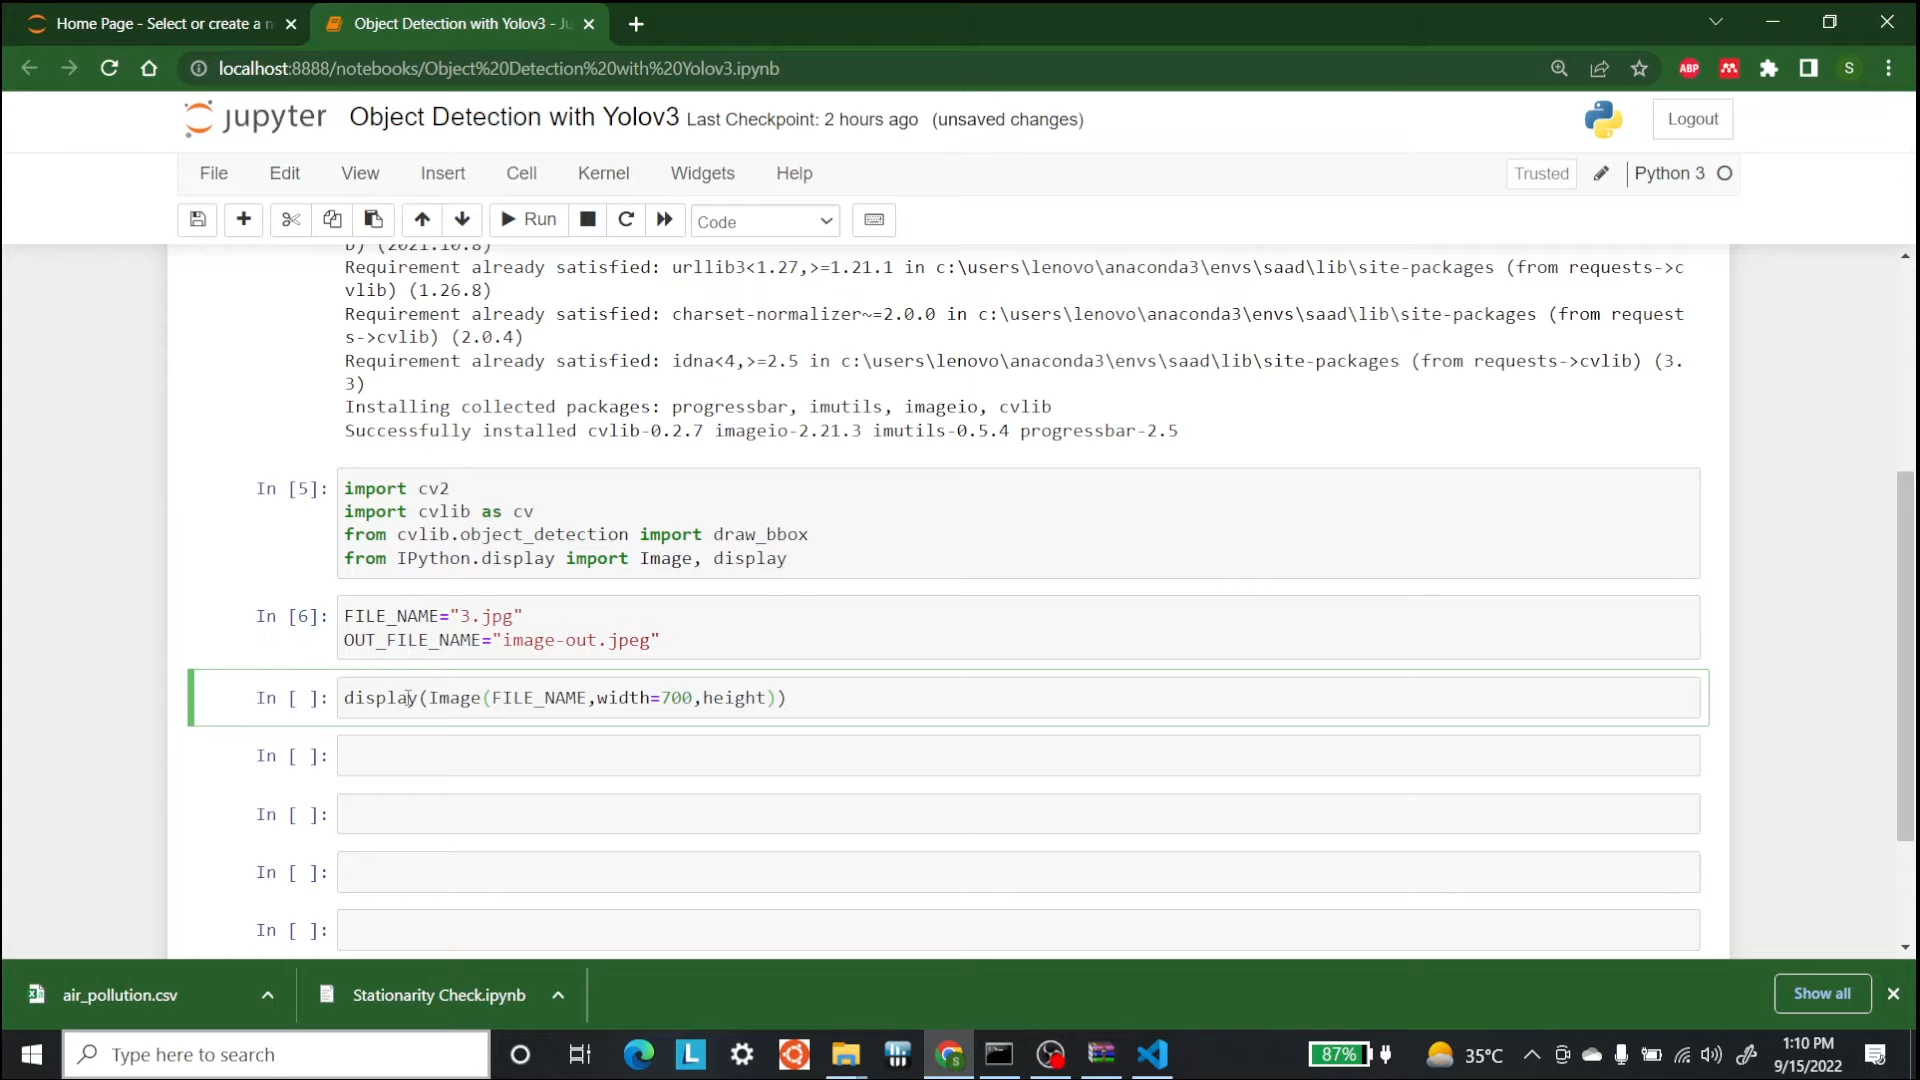 Home Page - Select or create a n
Object Detection with Yolov3 - Ju
localhost:8888/notebooks/Object%20Detection%20with%20Yolov3.ipynb
ABP
S
jupyter
Object Detection with Yolov3 Last Checkpoint: 2 hours ago (unsaved changes)
Logout
File Edit View Insert Cell Kernel Widgets Help
Trusted
Python 3
Run
Code
b) (2021.10.8)
Requirement already satisfied: urllib3<1.27,>=1.21.1 in c:\users\lenovo\anaconda3\envs\saad\lib\site-packages (from requests->c
vlib) (1.26.8)
Requirement already satisfied: charset-normalizer~=2.0.0 in c:\users\lenovo\anaconda3\envs\saad\lib\site-packages (from request
s->cvlib) (2.0.4)
Requirement already satisfied: idna<4,>=2.5 in c:\users\lenovo\anaconda3\envs\saad\lib\site-packages (from requests->cvlib) (3.
3)
Installing collected packages: progressbar, imutils, imageio, cvlib
Successfully installed cvlib-0.2.7 imageio-2.21.3 imutils-0.5.4 progressbar-2.5
In [5]: import cv2
import cvlib as cv
from cvlib.object_detection import draw_bbox
from IPython.display import Image, display
In [6]: FILE_NAME="3.jpg"
OUT_FILE_NAME="image-out.jpeg"
In [ ]: display(Image(FILE_NAME,width=700,height))
In [ ]:
In [ ]:
In [ ]:
In [ ]:
air_pollution.csv
Stationarity Check.ipynb
Show all
Type here to search
L
S
87%
35°C
1:10 PM
9/15/2022